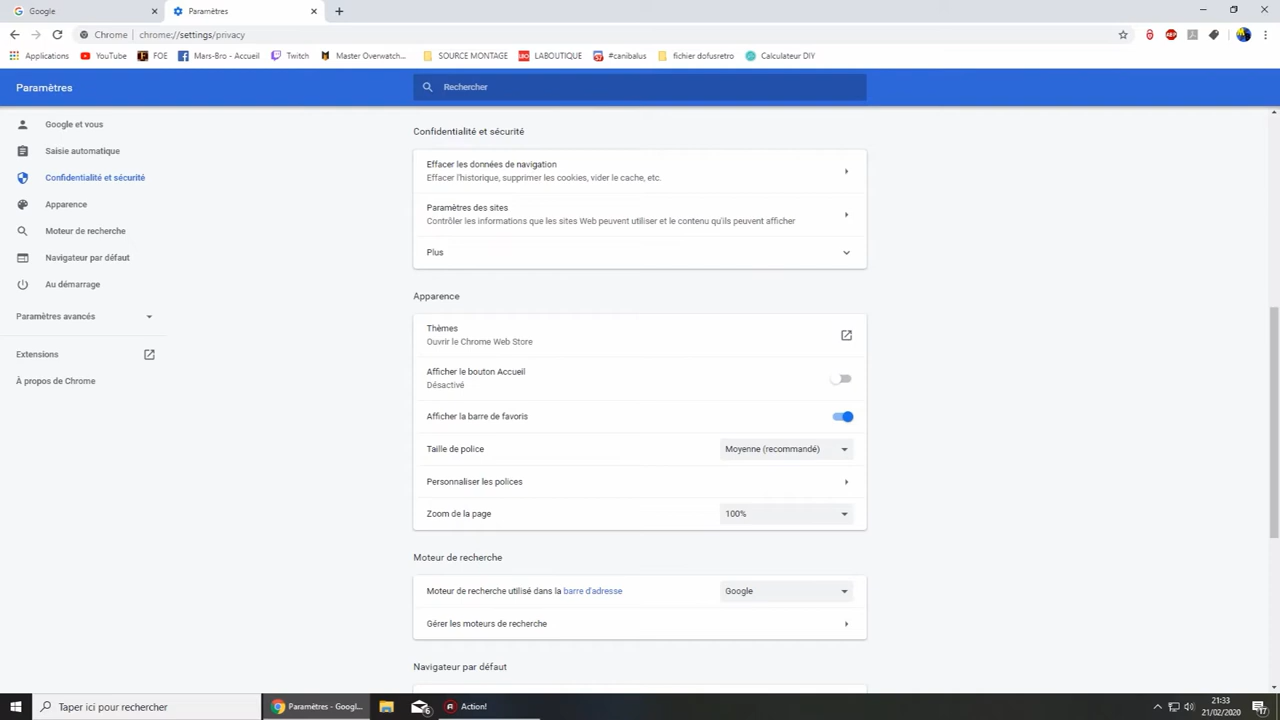 Google
Paramètres
Chrome
chrome://settings/privacy
Applications
YouTube
FOE
Mars-Bro - Accueil
Twitch
Master Overwatch...
SOURCE MONTAGE
LABOUTIQUE
#canibalus
fichier dofusretro
Calculateur DIY
Paramètres
Rechercher
Google et vous
Saisie automatique
Confidentialité et sécurité
Apparence
Moteur de recherche
Navigateur par défaut
Au démarrage
Paramètres avancés
Extensions
À propos de Chrome
Confidentialité et sécurité
Effacer les données de navigation
Effacer l'historique, supprimer les cookies, vider le cache, etc.
Paramètres des sites
Contrôler les informations que les sites Web peuvent utiliser et le contenu qu'ils peuvent afficher
Plus
Apparence
Thèmes
Ouvrir le Chrome Web Store
Afficher le bouton Accueil
Désactivé
Afficher la barre de favoris
Taille de police
Moyenne (recommandé)
Personnaliser les polices
Zoom de la page
100%
Moteur de recherche
Moteur de recherche utilisé dans la barre d'adresse
Google
Gérer les moteurs de recherche
Navigateur par défaut
Taper ici pour rechercher
Paramètres - Googl...
Action!
21:33
21/02/2020